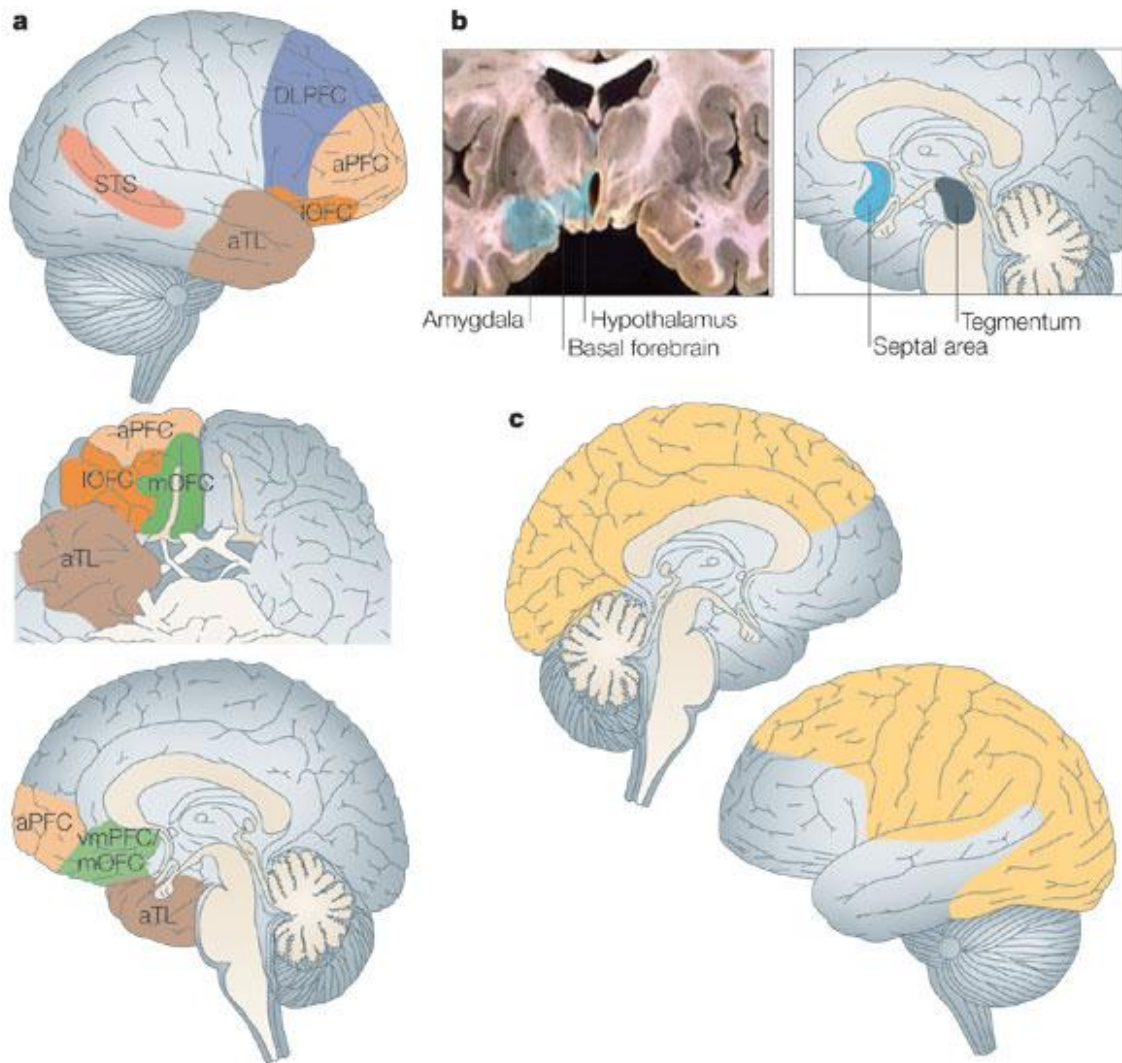 a
DLPFC
aPFC
STS
lOFC
aTL
aPFC
lOFC
mOFC
aTL
aPFC
vmPFC/
mOFC
aTL
b
Amygdala
Hypothalamus
Basal forebrain
Tegmentum
Septal area
c